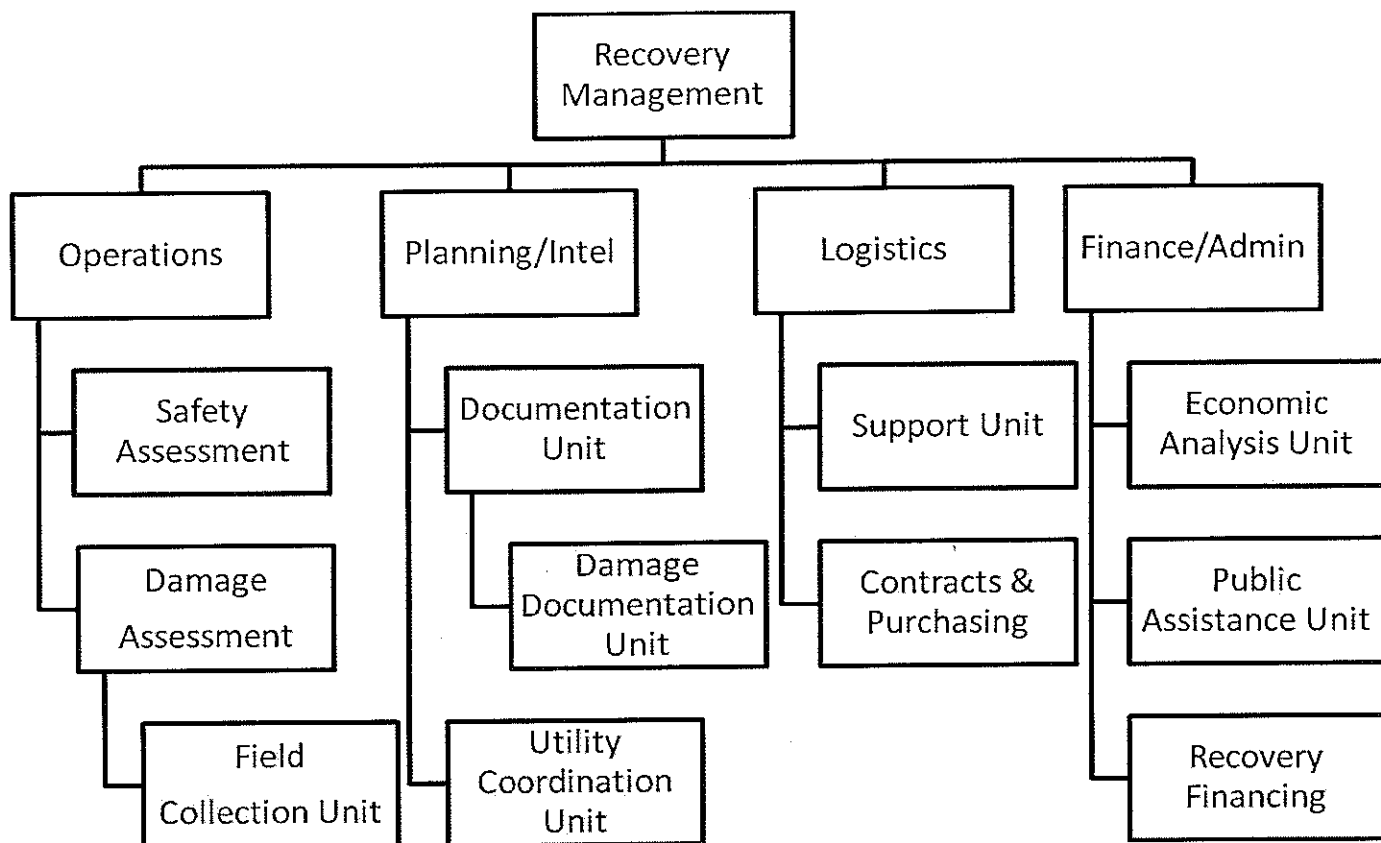 Recovery
Management
Operations
Planning/Intel
Logistics
Finance/Admin
Safety
Assessment
Documentation
Unit
Support Unit
Economic
Analysis Unit
Damage
Assessment
Damage
Documentation
Unit
Contracts &
Purchasing
Public
Assistance Unit
Field
Collection Unit
Utility
Coordination
Unit
Recovery
Financing